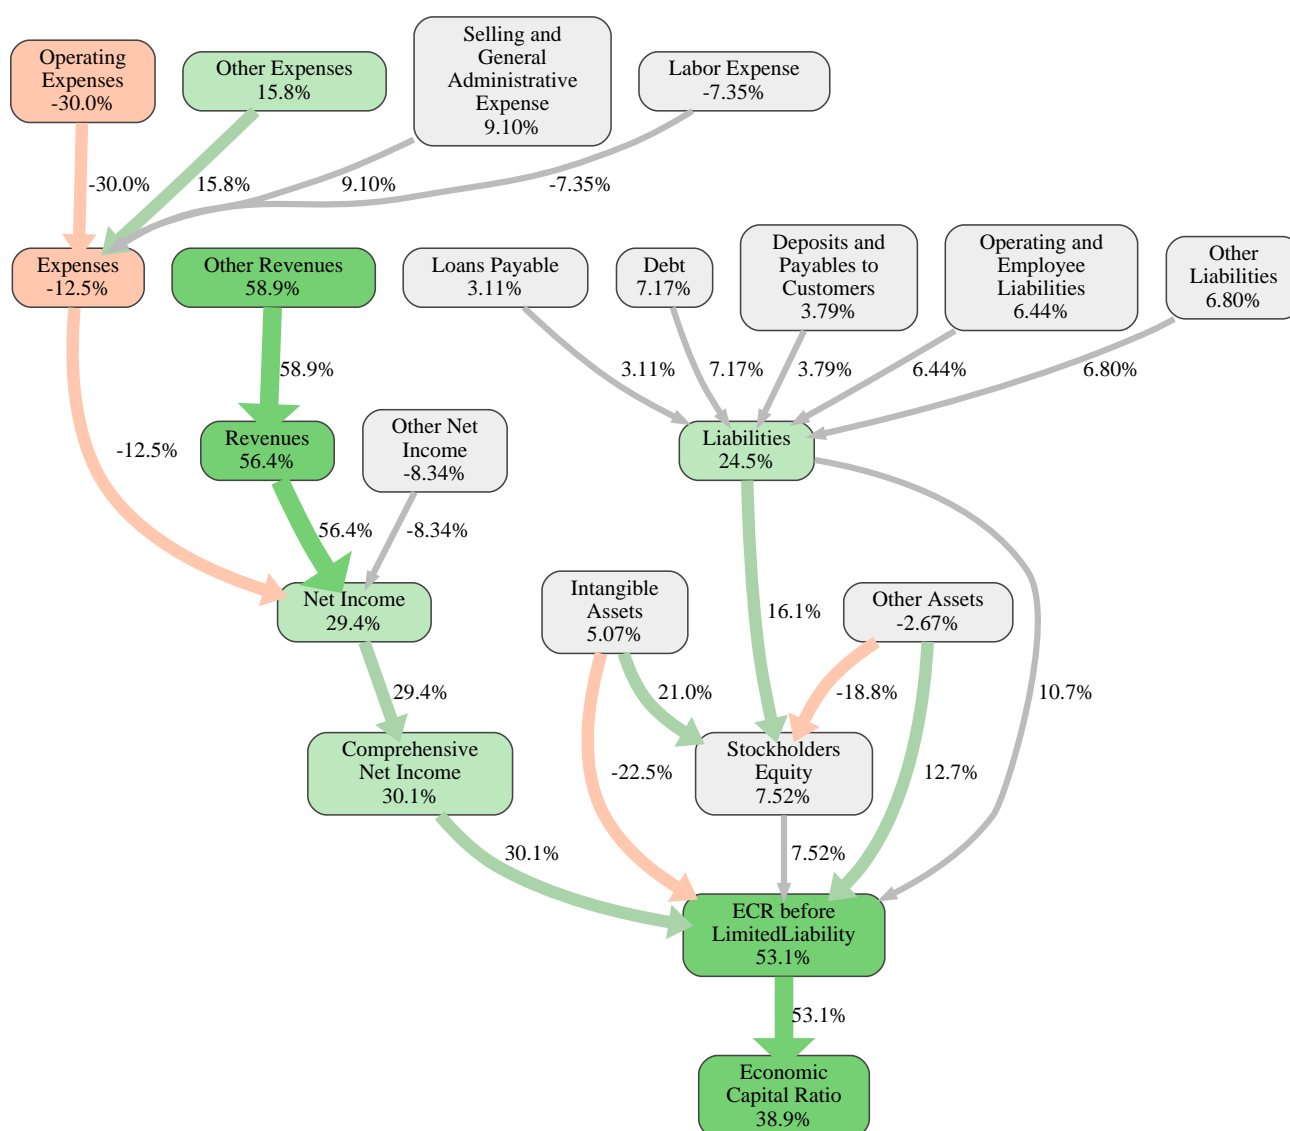 Operating
Expenses
-30.0%
Other Expenses
15.8%
Selling and
General
Administrative
Expense
9.10%
Labor Expense
-7.35%
-30.0%
15.8%
9.10%
-7.35%
Expenses
-12.5%
Other Revenues
58.9%
Loans Payable
3.11%
Debt
7.17%
Deposits and
Payables to
Customers
3.79%
Operating and
Employee
Liabilities
6.44%
Other
Liabilities
6.80%
58.9%
3.11%
7.17%
3.79%
6.44%
6.80%
-12.5%
Revenues
56.4%
Other Net
Income
-8.34%
Liabilities
24.5%
56.4%
-8.34%
Net Income
29.4%
Intangible
Assets
5.07%
16.1%
Other Assets
-2.67%
29.4%
21.0%
-18.8%
10.7%
Comprehensive
Net Income
30.1%
-22.5%
Stockholders
Equity
7.52%
12.7%
30.1%
7.52%
ECR before
LimitedLiability
53.1%
53.1%
Economic
Capital Ratio
38.9%